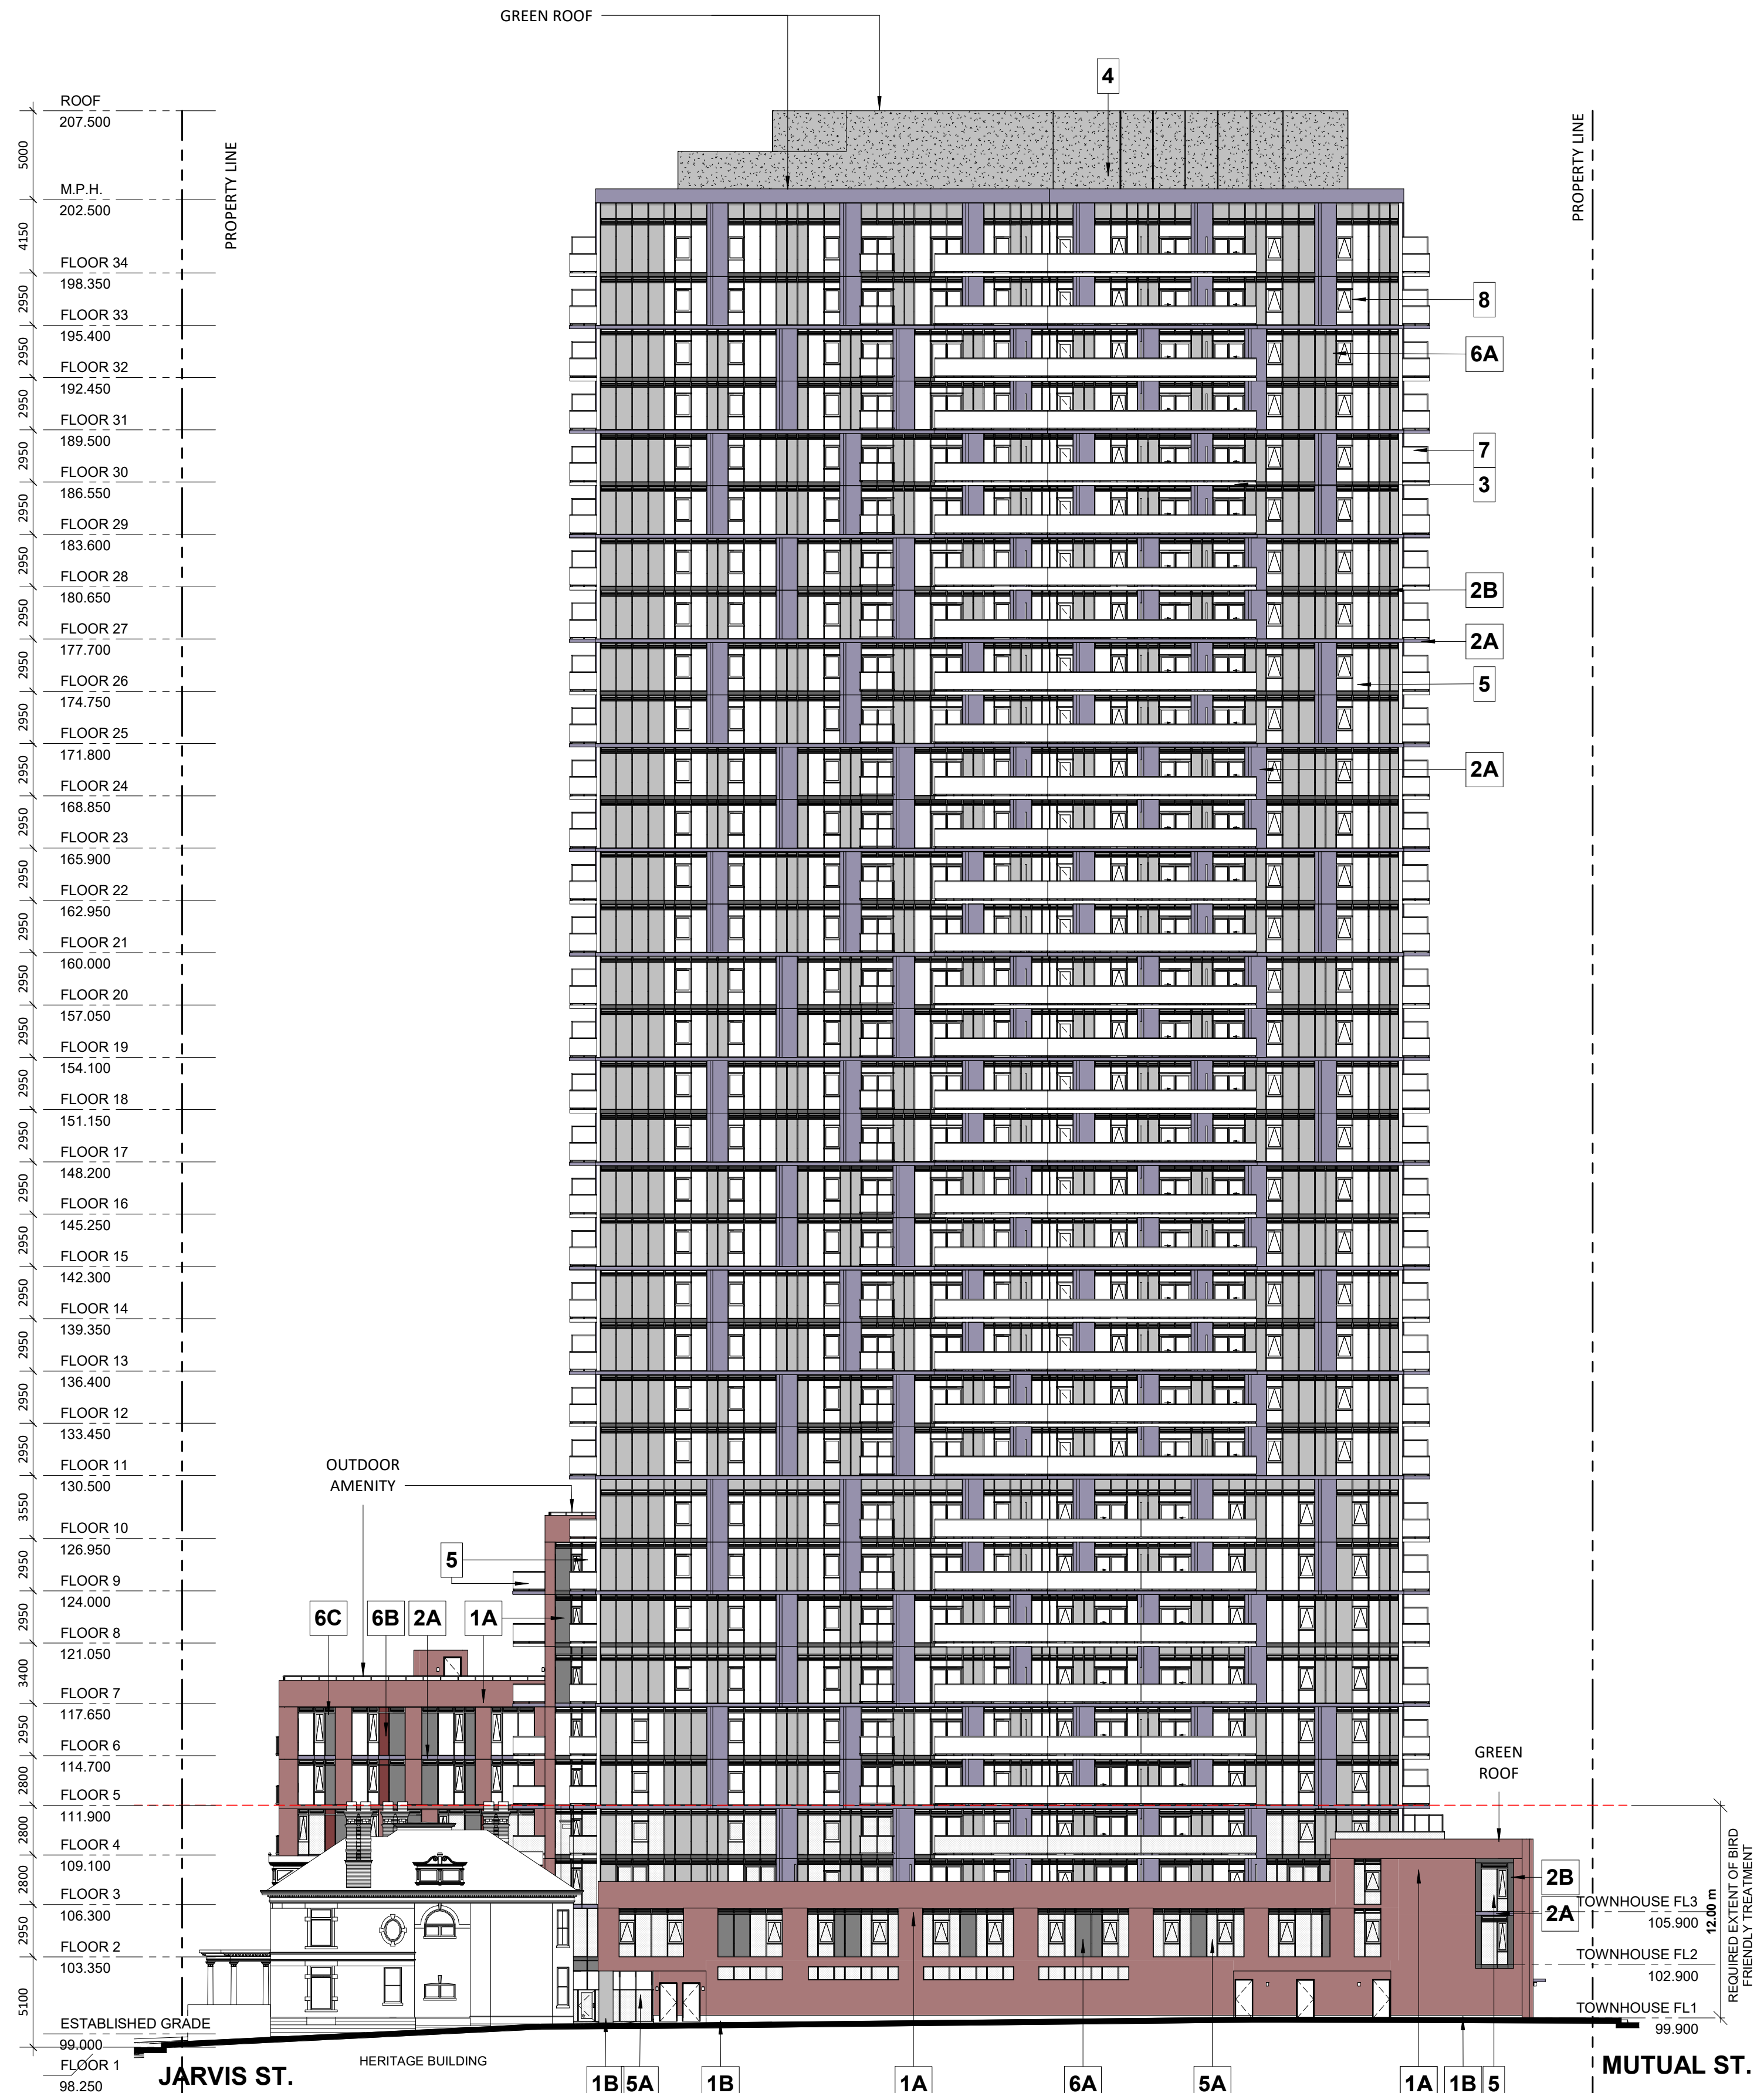 GREEN ROOF
4
ROOF
207.500
5000
PROPERTY LINE
PROPERTY LINE
M.P.H.
202.500
4150
FLOOR 34
198.350
2950
8
FLOOR 33
195.400
2950
6A
FLOOR 32
192.450
2950
FLOOR 31
189.500
2950
7
FLOOR 30
186.550
3
2950
FLOOR 29
183.600
2950
FLOOR 28
180.650
2B
2950
FLOOR 27
177.700
2A
2950
FLOOR 26
174.750
5
2950
FLOOR 25
171.800
2950
2A
FLOOR 24
168.850
2950
FLOOR 23
165.900
2950
FLOOR 22
162.950
2950
FLOOR 21
160.000
2950
FLOOR 20
157.050
2950
FLOOR 19
154.100
2950
FLOOR 18
151.150
2950
FLOOR 17
148.200
2950
FLOOR 16
145.250
2950
FLOOR 15
142.300
2950
FLOOR 14
139.350
2950
FLOOR 13
136.400
2950
FLOOR 12
133.450
2950
FLOOR 11
130.500
OUTDOOR
AMENITY
3550
FLOOR 10
126.950
2950
5
FLOOR 9
124.000
2950
6C 6B 2A 1A
FLOOR 8
121.050
3400
FLOOR 7
117.650
2950
FLOOR 6
114.700
GREEN
ROOF
2800
FLOOR 5
111.900
2800
FLOOR 4
109.100
2800
2B
FLOOR 3
106.300
TOWNHOUSE FL3
2A
105.900
12.00 m
REQUIRED EXTENT OF BIRD
FRIENDLY TREATMENT
2950
FLOOR 2
103.350
TOWNHOUSE FL2
102.900
5100
TOWNHOUSE FL1
99.900
ESTABLISHED GRADE
99.000
FLOOR 1
98.250
JARVIS ST.
HERITAGE BUILDING
MUTUAL ST.
1B 5A 1B 1A 6A 5A 1A 1B 5